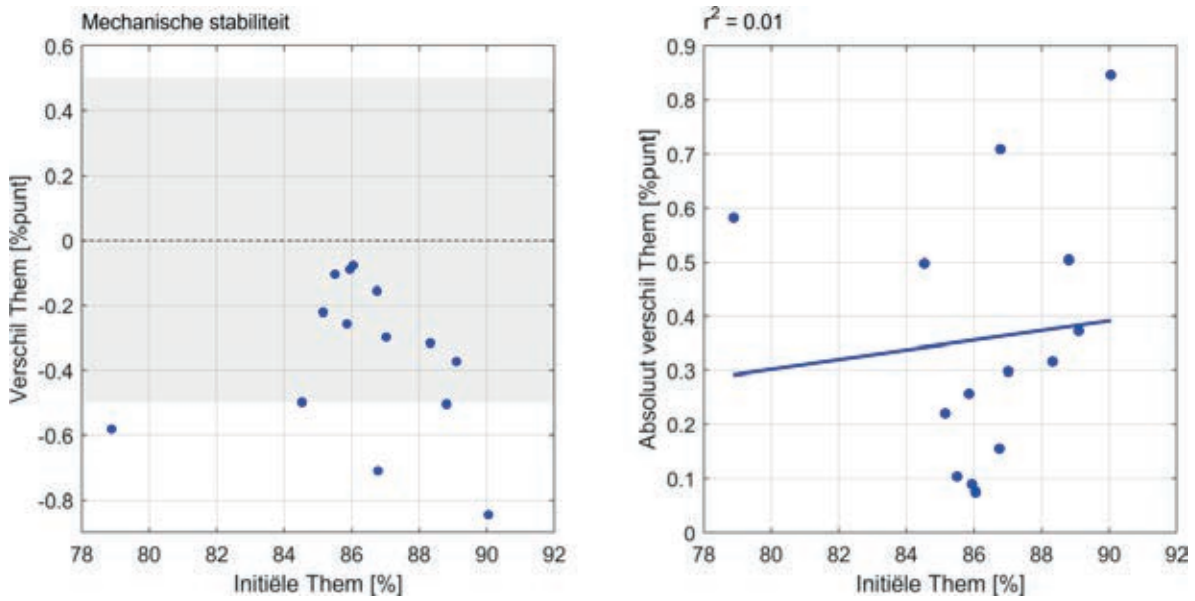 Mechanische stabiliteit
0.6
0.4
0.2
0
-0.2
-0.4
-0.6
-0.8
Verschil Them [%punt]
78 80 82 84 86 88 90 92
Initiële Them [%]
r² = 0.01
0.9
0.8
0.7
0.6
0.5
0.4
0.3
0.2
0.1
0
Absoluut verschil Them [%punt]
78 80 82 84 86 88 90 92
Initiële Them [%]